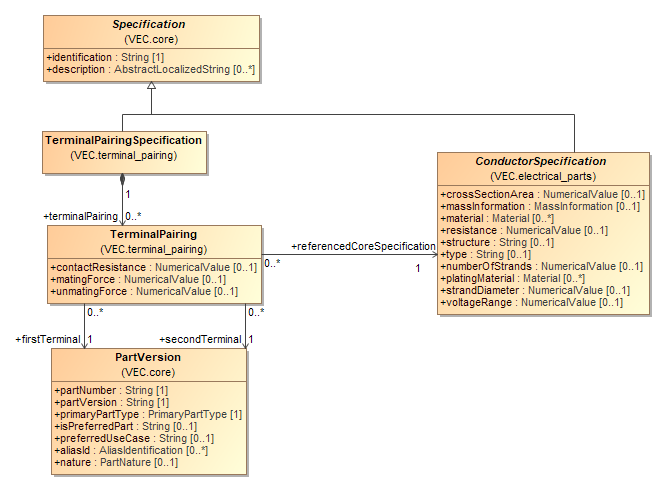 Specification
(VEC.core)
+identification : String [1]
+description : AbstractLocalizedString [0..*]
TerminalPairingSpecification
(VEC.terminal_pairing)
1
+terminalPairing 0..*
TerminalPairing
(VEC.terminal_pairing)
+contactResistance : NumericalValue [0..1]
+matingForce : NumericalValue [0..1]
+unmatingForce : NumericalValue [0..1]
+referencedCoreSpecification
0..*
1
ConductorSpecification
(VEC.electrical_parts)
+crossSectionArea : NumericalValue [0..1]
+massInformation : MassInformation [0..1]
+material : Material [0..*]
+resistance : NumericalValue [0..1]
+structure : String [0..1]
+type : String [0..1]
+numberOfStrands : NumericalValue [0..1]
+platingMaterial : Material [0..*]
+strandDiameter : NumericalValue [0..1]
+voltageRange : NumericalValue [0..1]
0..*
0..*
+firstTerminal 1
+secondTerminal 1
PartVersion
(VEC.core)
+partNumber : String [1]
+partVersion : String [1]
+primaryPartType : PrimaryPartType [1]
+isPreferredPart : String [0..1]
+preferredUseCase : String [0..1]
+aliasId : AliasIdentification [0..*]
+nature : PartNature [0..1]